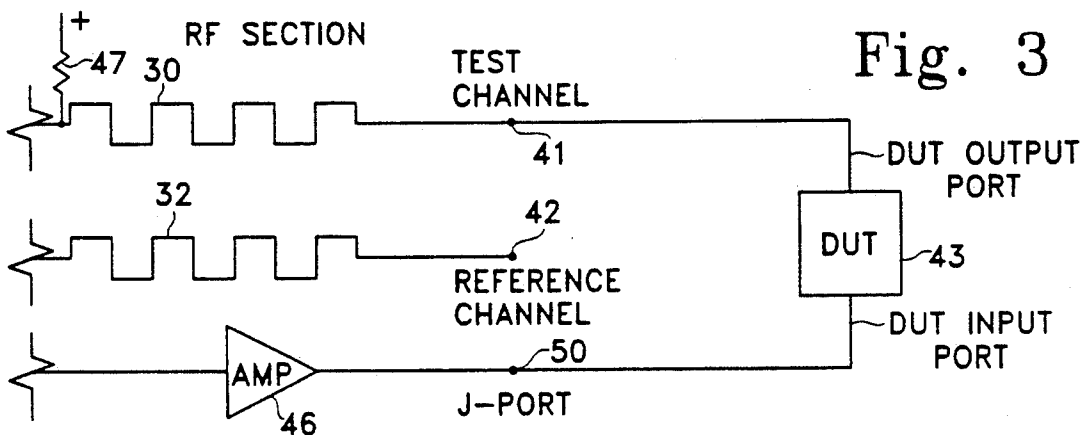 +
RF SECTION
47
30
TEST
CHANNEL
Fig. 3
41
DUT OUTPUT
PORT
32
42
DUT
43
REFERENCE
CHANNEL
DUT INPUT
PORT
AMP
50
46
J-PORT